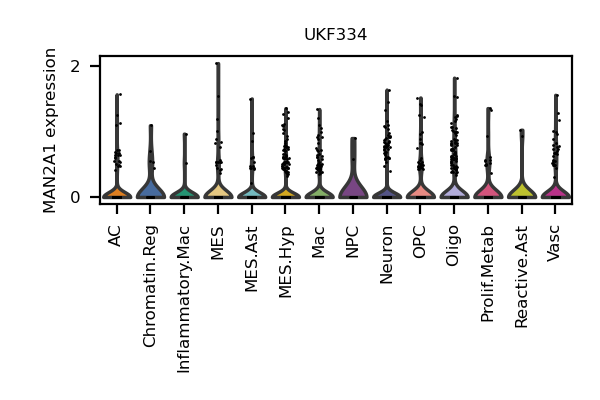 UKF334
MAN2A1 expression
2
0
AC
Chromatin.Reg
Inflammatory.Mac
MES
MES.Ast
MES.Hyp
Mac
NPC
Neuron
OPC
Oligo
Prolif.Metab
Reactive.Ast
Vasc